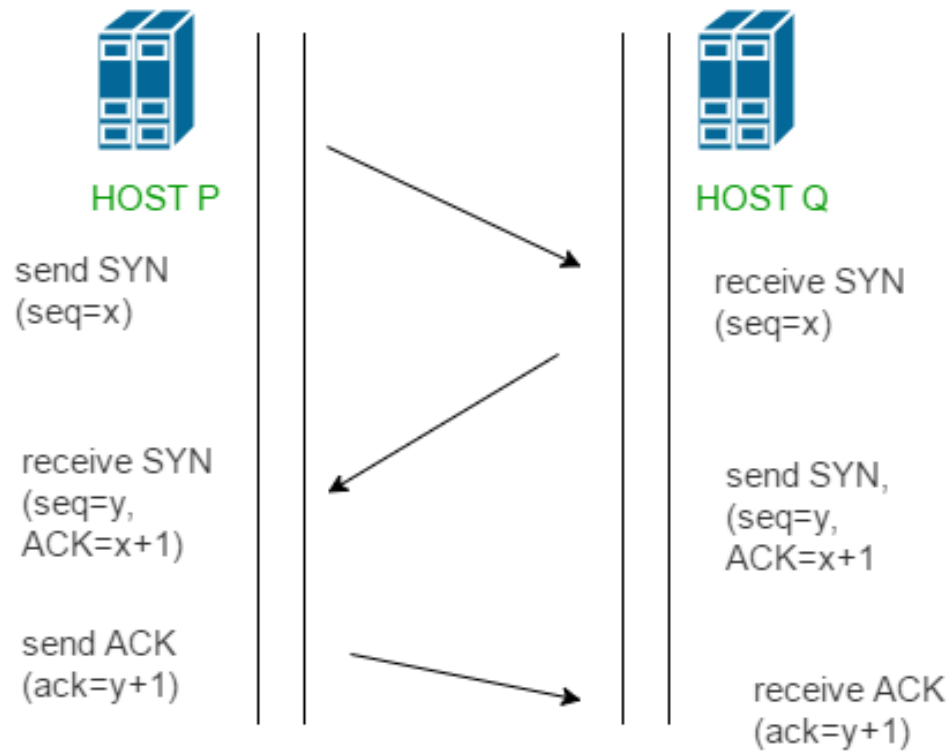 HOST P
HOST Q
send SYN
(seq=x)
receive SYN
(seq=x)
receive SYN
(seq=y,
ACK=x+1)
send SYN,
(seq=y,
ACK=x+1
send ACK
(ack=y+1)
receive ACK
(ack=y+1)